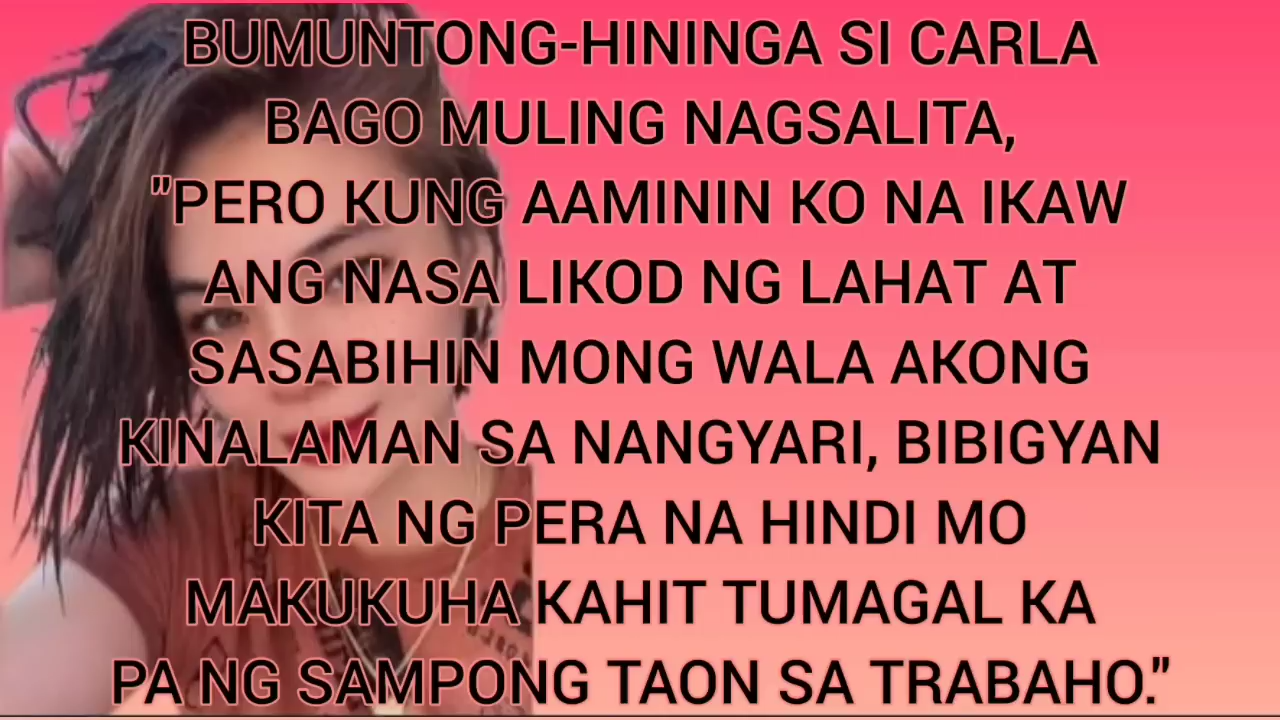 BUMUNTONG-HININGA SI CARLA
BAGO MULING NAGSALITA,
"PERO KUNG AAMININ KO NA IKAW
ANG NASA LIKOD NG LAHAT AT
SASABIHIN MONG WALA AKONG
KINALAMAN SA NANGYARI, BIBIGYAN
KITA NG PERA NA HINDI MO
MAKUKUHA KAHIT TUMAGAL KA
PA NG SAMPONG TAON SA TRABAHO."